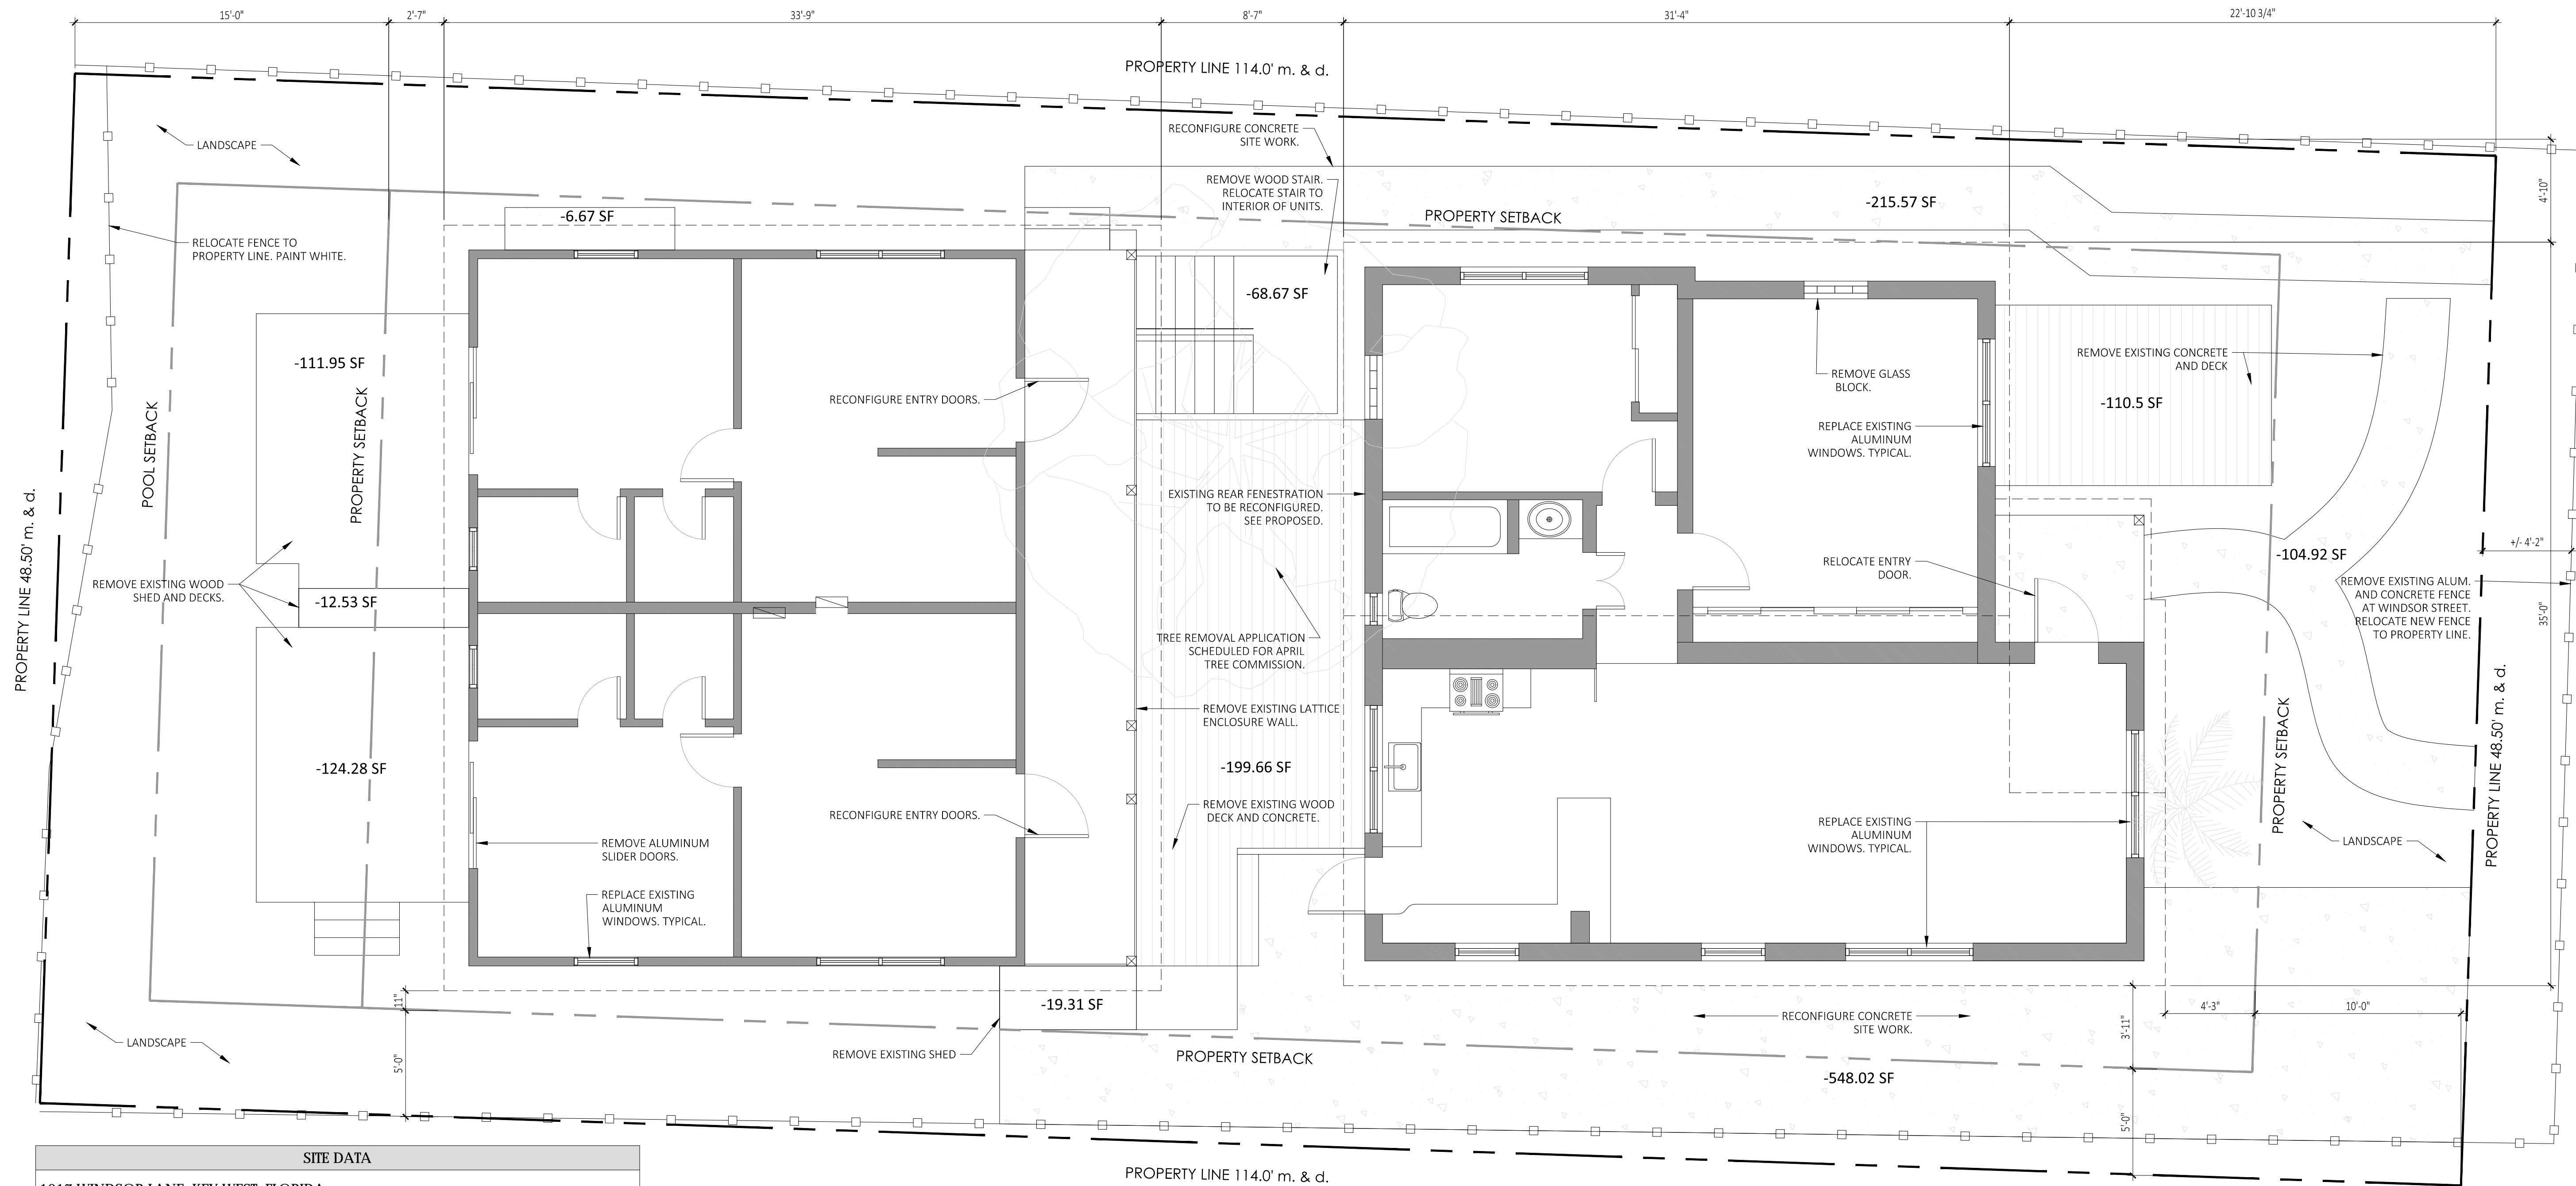 15'-0"
2'-7"
33'-9"
8'-7"
31'-4"
22'-10 3/4"
PROPERTY LINE 114.0' m. & d.
LANDSCAPE
RECONFIGURE CONCRETE
SITE WORK.
REMOVE WOOD STAIR.
RELOCATE STAIR TO
INTERIOR OF UNITS.
4'-10"
-6.67 SF
PROPERTY SETBACK
-215.57 SF
RELOCATE FENCE TO
PROPERTY LINE. PAINT WHITE.
-68.67 SF
-111.95 SF
RECONFIGURE ENTRY DOORS.
REMOVE GLASS
BLOCK.
REMOVE EXISTING CONCRETE
AND DECK
-110.5 SF
REPLACE EXISTING
ALUMINUM
WINDOWS. TYPICAL.
POOL SETBACK
PROPERTY SETBACK
PROPERTY LINE 48.50' m. & d.
EXISTING REAR FENESTRATION
TO BE RECONFIGURED.
SEE PROPOSED.
+/- 4'-2"
RELOCATE ENTRY
DOOR.
-104.92 SF
REMOVE EXISTING WOOD
SHED AND DECKS.
-12.53 SF
REMOVE EXISTING ALUM.
AND CONCRETE FENCE
AT WINDSOR STREET.
RELOCATE NEW FENCE
TO PROPERTY LINE.
35'-0"
TREE REMOVAL APPLICATION
SCHEDULED FOR APRIL
TREE COMMISSION.
REMOVE EXISTING LATTICE
ENCLOSURE WALL.
-124.28 SF
-199.66 SF
PROPERTY SETBACK
PROPERTY LINE 48.50' m. & d.
REMOVE EXISTING WOOD
DECK AND CONCRETE.
RECONFIGURE ENTRY DOORS.
REPLACE EXISTING
ALUMINUM
WINDOWS. TYPICAL.
REMOVE ALUMINUM
SLIDER DOORS.
LANDSCAPE
REPLACE EXISTING
ALUMINUM
WINDOWS. TYPICAL.
11"
-19.31 SF
4'-3"
10'-0"
RECONFIGURE CONCRETE
SITE WORK.
3'-11"
LANDSCAPE
5'-0"
REMOVE EXISTING SHED
PROPERTY SETBACK
-548.02 SF
5'-0"
SITE DATA
PROPERTY LINE 114.0' m. & d.
WINDSOR LANE, KEY WEST, FLORIDA